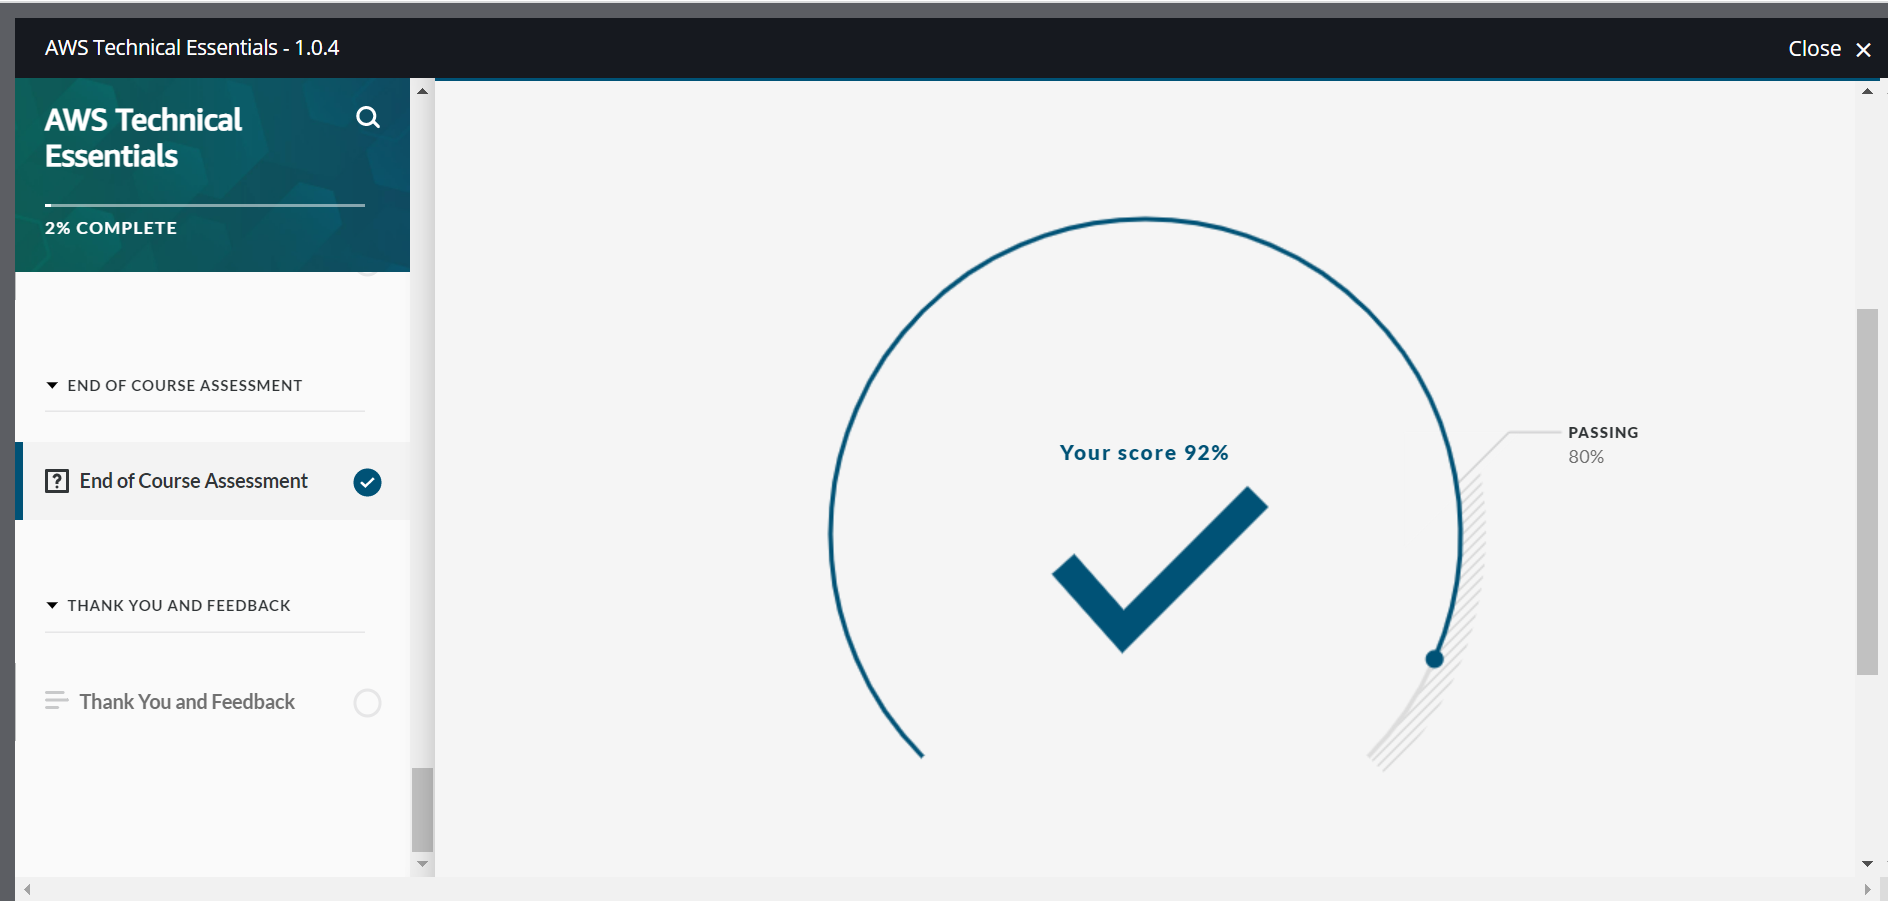 AWS Technical Essentials - 1.0.4
Close
AWS Technical
Essentials
2% COMPLETE
END OF COURSE ASSESSMENT
End of Course Assessment
THANK YOU AND FEEDBACK
Thank You and Feedback
Your score 92%
PASSING
80%